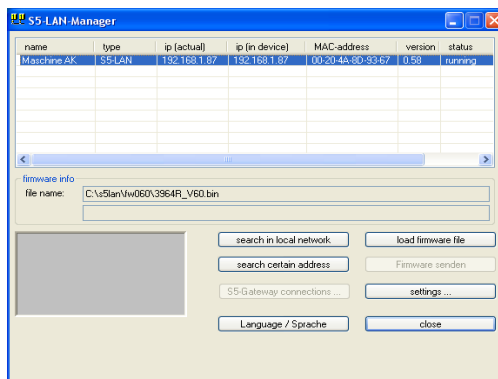 S5-LAN-Manager
name type ip (actual) ip (in device) MAC-address version status
Maschine AK S5-LAN 192.168.1.87 192.168.1.87 00-20-4A-8D-93-67 0.58 running
firmware info
file name: C:\s5lan\fw060\3964R_V60.bin
search in local network load firmware file
search certain address Firmware senden
S5-Gateway connections ... settings ...
Language / Sprache close